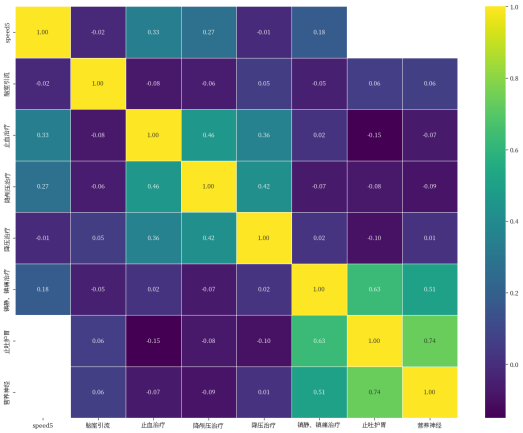 speed5 1.00 -0.02 0.33 0.27 -0.01 0.18
脑室引流 -0.02 1.00 -0.08 -0.06 0.05 -0.05 0.06 0.06
止血治疗 0.33 -0.08 1.00 0.46 0.36 0.02 -0.15 -0.07
降颅压治疗 0.27 -0.06 0.46 1.00 0.42 -0.07 -0.08 -0.09
降压治疗 -0.01 0.05 0.36 0.42 1.00 0.02 -0.10 0.01
镇静、镇痛治疗 0.18 -0.05 0.02 -0.07 0.02 1.00 0.63 0.51
止吐护胃 0.06 -0.15 -0.08 -0.10 0.63 1.00 0.74
营养神经 0.06 -0.07 -0.09 0.01 0.51 0.74 1.00
speed5 脑室引流 止血治疗 降颅压治疗 降压治疗 镇静、镇痛治疗 止吐护胃 营养神经
1.0
0.8
0.6
0.4
0.2
0.0